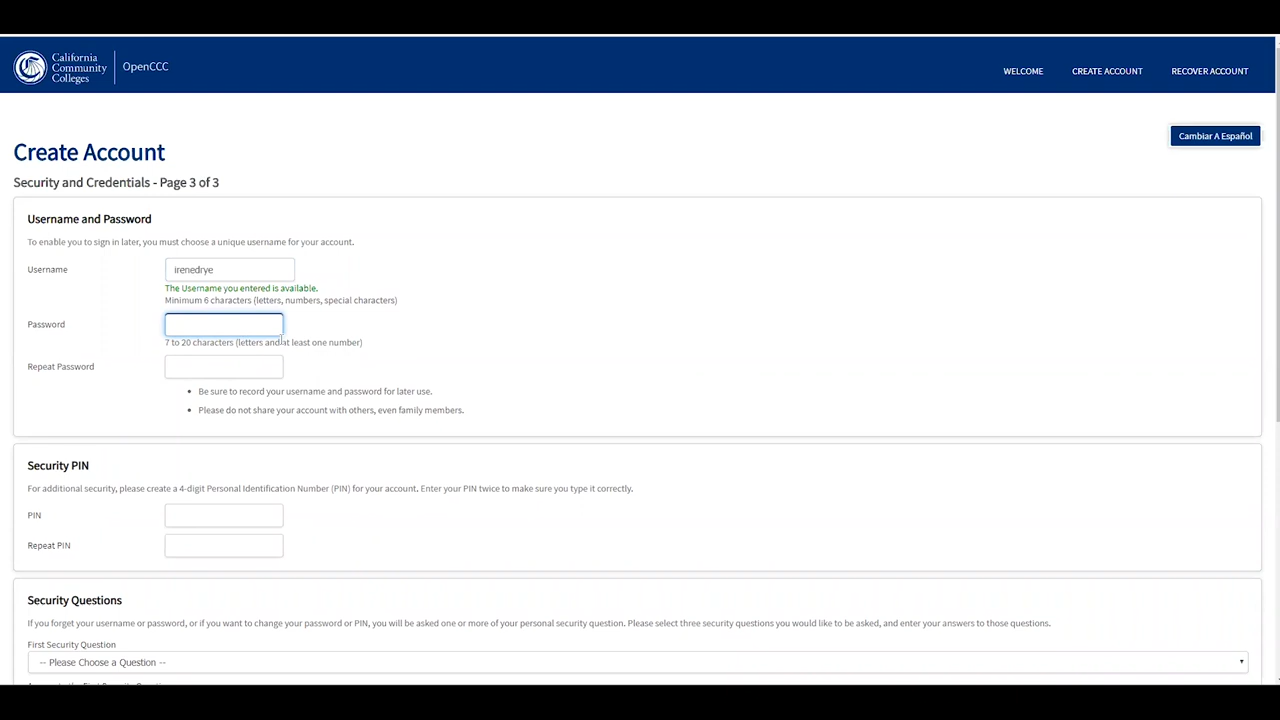 California
Community
Colleges
OpenCCC
WELCOME
CREATE ACCOUNT
RECOVER ACCOUNT
Cambiar A Español
Create Account
Security and Credentials - Page 3 of 3
Username and Password
To enable you to sign in later, you must choose a unique username for your account.
Username
irenedrye
The Username you entered is available.
Minimum 6 characters (letters, numbers, special characters)
Password
7 to 20 characters (letters and at least one number)
Repeat Password
Be sure to record your username and password for later use.
Please do not share your account with others, even family members.
Security PIN
For additional security, please create a 4-digit Personal Identification Number (PIN) for your account. Enter your PIN twice to make sure you type it correctly.
PIN
Repeat PIN
Security Questions
If you forget your username or password, or if you want to change your password or PIN, you will be asked one or more of your personal security question. Please select three security questions you would like to be asked, and enter your answers to those questions.
First Security Question
-- Please Choose a Question --